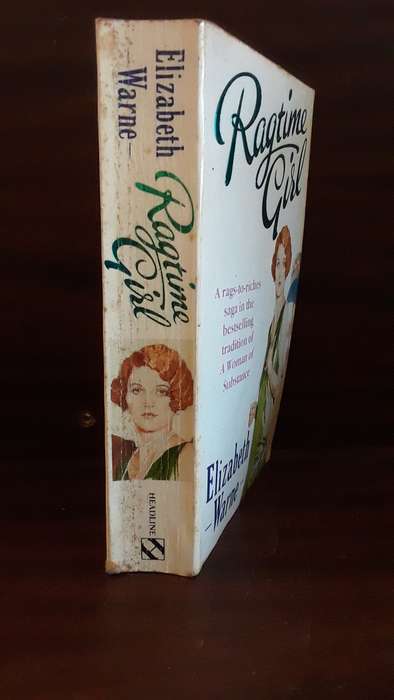 Elizabeth
Warne
Ragtime
Girl
HEADLINE
Ragtime
Girl
A rags-to-riches
saga in the
bestselling
tradition of
A Woman of
Substance
Elizabeth
Warne